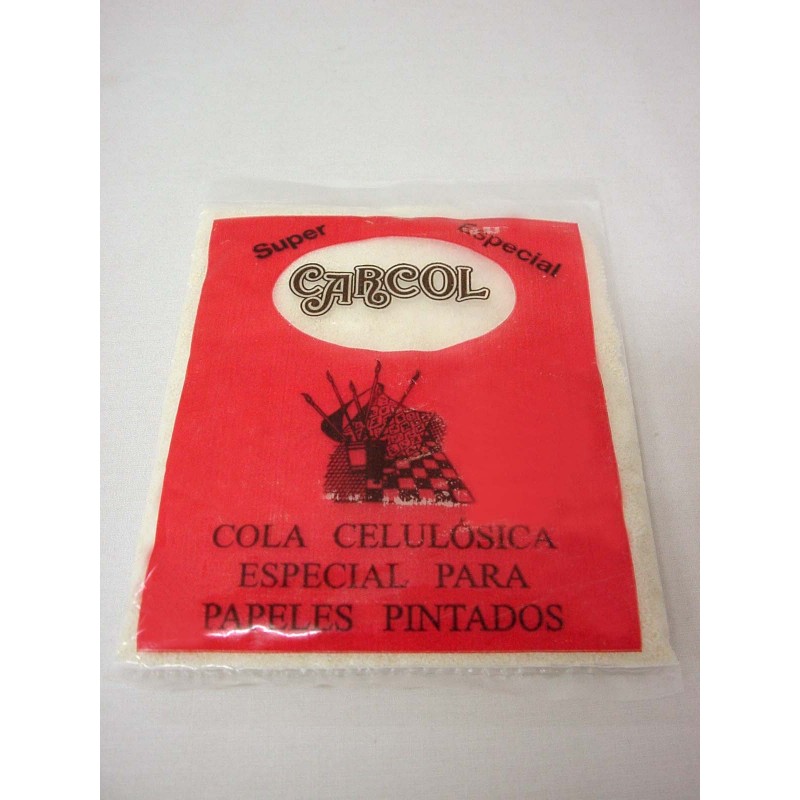 Super Especial
CARCOL
COLA CELULÓSICA
ESPECIAL PARA
PAPELES PINTADOS